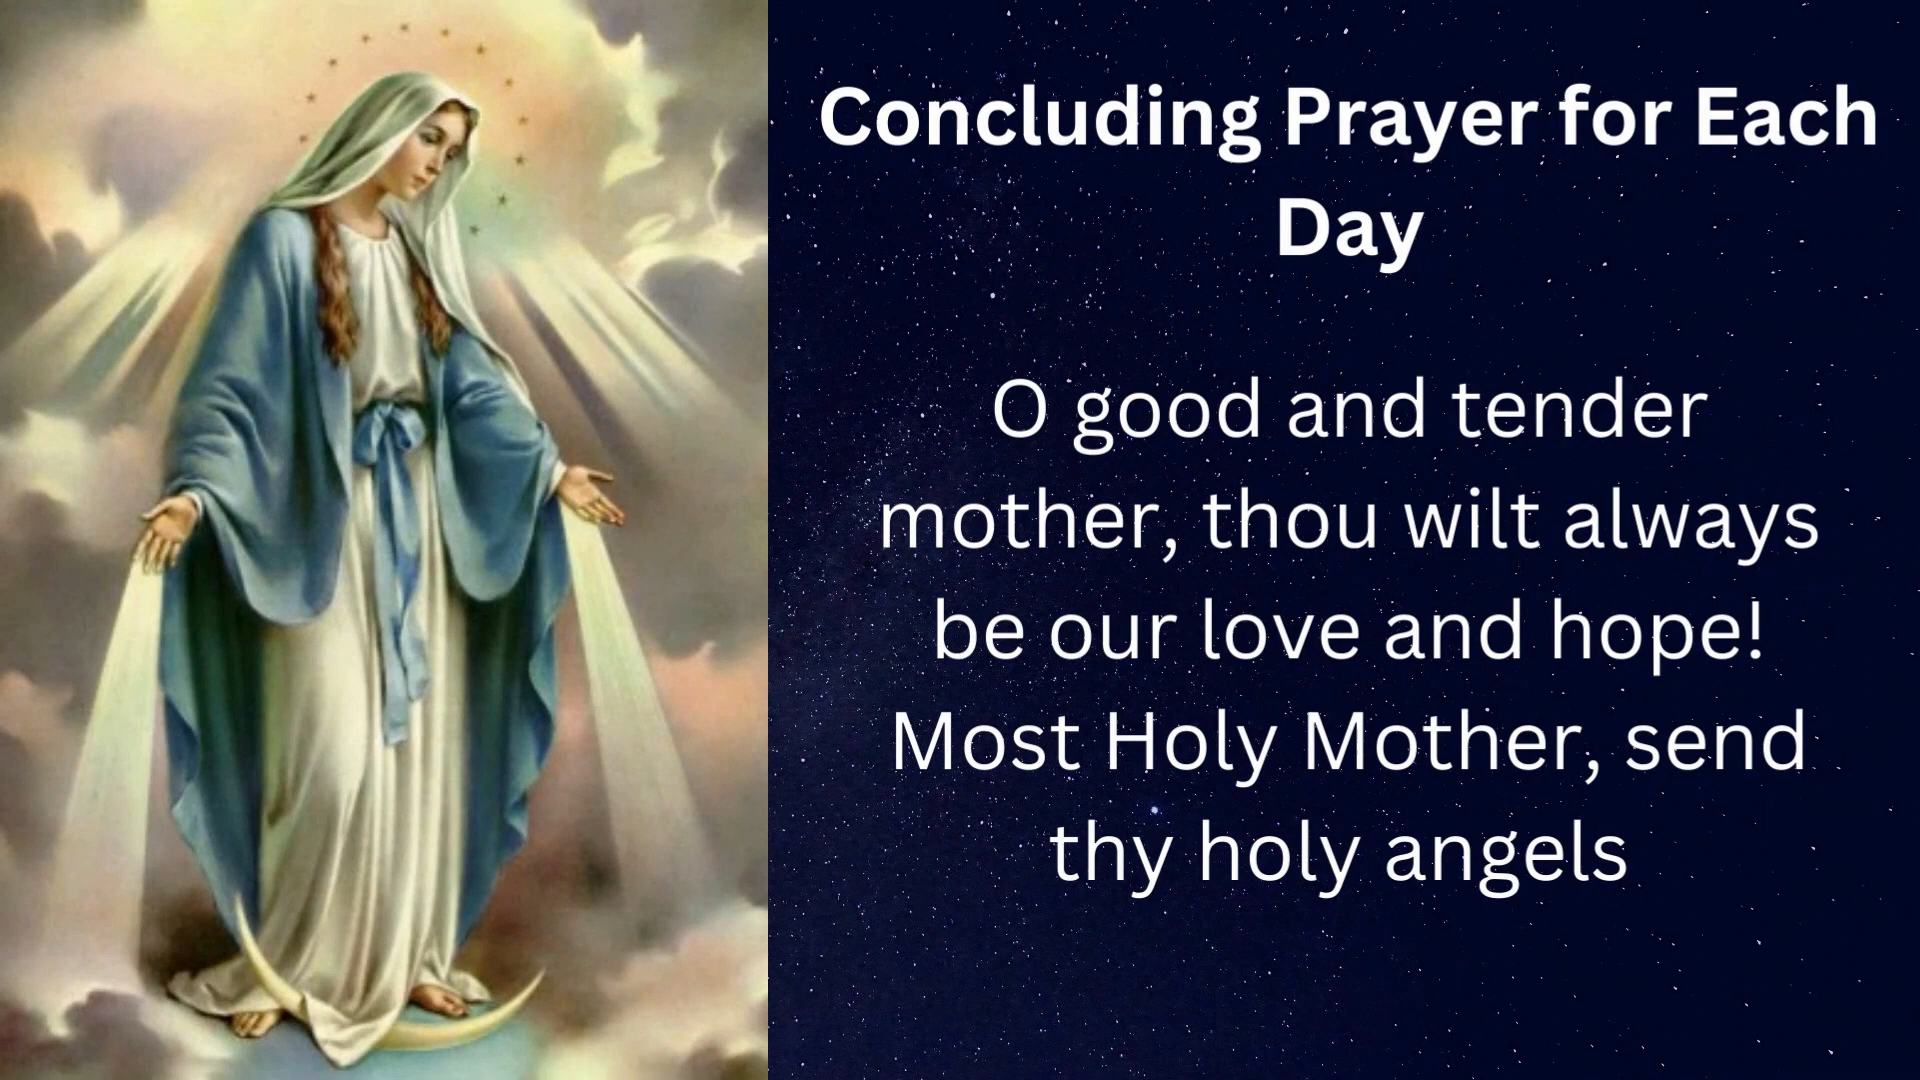 Concluding Prayer for Each
Day
O good and tender
mother, thou wilt always
be our love and hope!
Most Holy Mother, send
thy holy angels